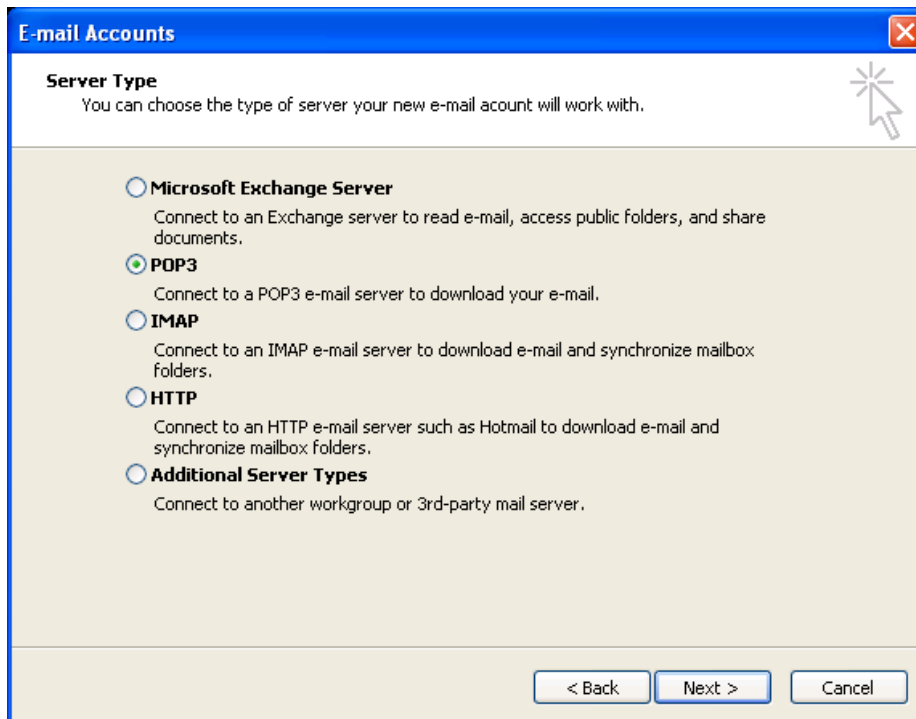 E-mail Accounts
Server Type
You can choose the type of server your new e-mail acount will work with.
Microsoft Exchange Server
Connect to an Exchange server to read e-mail, access public folders, and share
documents.
POP3
Connect to a POP3 e-mail server to download your e-mail.
IMAP
Connect to an IMAP e-mail server to download e-mail and synchronize mailbox
folders.
HTTP
Connect to an HTTP e-mail server such as Hotmail to download e-mail and
synchronize mailbox folders.
Additional Server Types
Connect to another workgroup or 3rd-party mail server.
< Back Next > Cancel